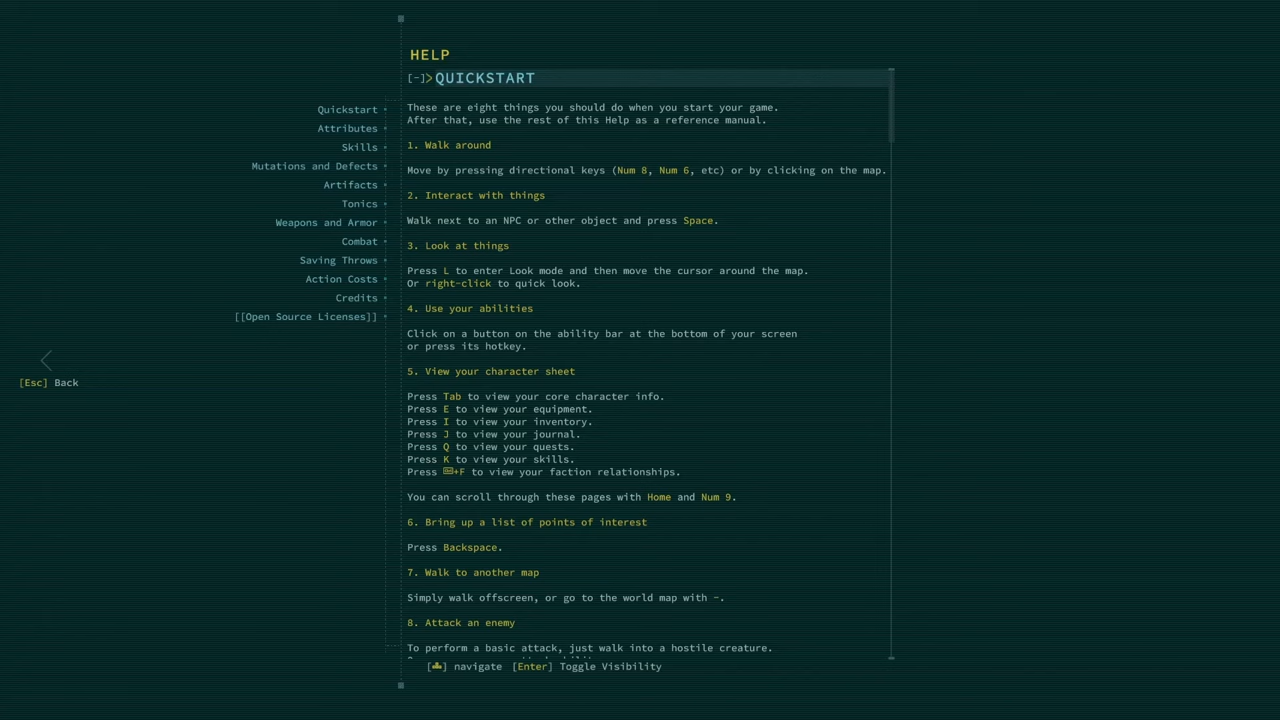 HELP
[-]>QUICKSTART
Quickstart
Attributes
Skills
Mutations and Defects
Artifacts
Tonics
Weapons and Armor
Combat
Saving Throws
Action Costs
Credits
[[Open Source Licenses]]
[Esc] Back
These are eight things you should do when you start your game.
After that, use the rest of this Help as a reference manual.
1. Walk around
Move by pressing directional keys (Num 8, Num 6, etc) or by clicking on the map.
2. Interact with things
Walk next to an NPC or other object and press Space.
3. Look at things
Press L to enter Look mode and then move the cursor around the map.
Or right-click to quick look.
4. Use your abilities
Click on a button on the ability bar at the bottom of your screen
or press its hotkey.
5. View your character sheet
Press Tab to view your core character info.
Press E to view your equipment.
Press I to view your inventory.
Press J to view your journal.
Press Q to view your quests.
Press K to view your skills.
Press +F to view your faction relationships.
You can scroll through these pages with Home and Num 9.
6. Bring up a list of points of interest
Press Backspace.
7. Walk to another map
Simply walk offscreen, or go to the world map with -.
8. Attack an enemy
To perform a basic attack, just walk into a hostile creature.
[] navigate [Enter] Toggle Visibility